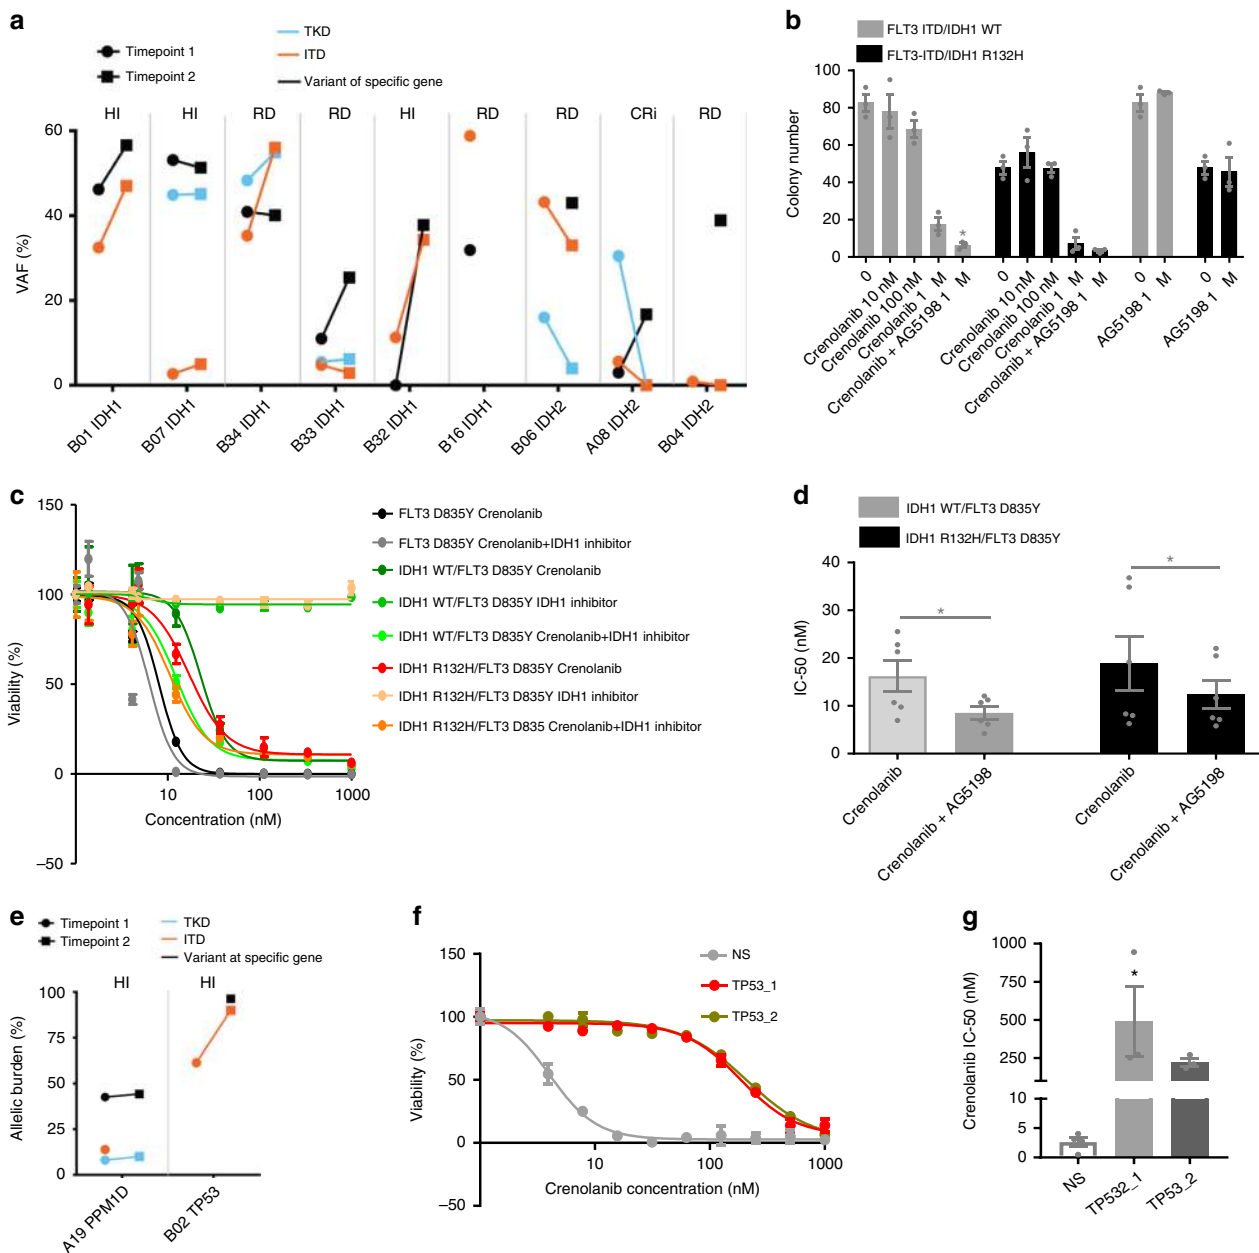 a
Timepoint 1
Timepoint 2
TKD
ITD
Variant of specific gene
HI
HI
RD
RD
HI
RD
RD
CRi
RD
VAF (%)
60
40
20
0
B01 IDH1
B07 IDH1
B34 IDH1
B33 IDH1
B32 IDH1
B16 IDH1
B06 IDH2
A08 IDH2
B04 IDH2
b
FLT3 ITD/IDH1 WT
FLT3-ITD/IDH1 R132H
Colony number
100
80
60
40
20
0
*
0
Crenolanib 10 nM
Crenolanib 100 nM
Crenolanib 1 M
Crenolanib + AG5198 1 M
0
Crenolanib 10 nM
Crenolanib 100 nM
Crenolanib 1 M
Crenolanib + AG5198 1 M
0
AG5198 1 M
0
AG5198 1 M
c
Viability (%)
150
100
50
0
–50
10
100
1000
Concentration (nM)
FLT3 D835Y Crenolanib
FLT3 D835Y Crenolanib+IDH1 inhibitor
IDH1 WT/FLT3 D835Y Crenolanib
IDH1 WT/FLT3 D835Y IDH1 inhibitor
IDH1 WT/FLT3 D835Y Crenolanib+IDH1 inhibitor
IDH1 R132H/FLT3 D835Y Crenolanib
IDH1 R132H/FLT3 D835Y IDH1 inhibitor
IDH1 R132H/FLT3 D835 Crenolanib+IDH1 inhibitor
d
IDH1 WT/FLT3 D835Y
IDH1 R132H/FLT3 D835Y
IC-50 (nM)
40
30
20
10
0
*
*
Crenolanib
Crenolanib + AG5198
Crenolanib
Crenolanib + AG5198
e
Timepoint 1
Timepoint 2
TKD
ITD
Variant at specific gene
HI
HI
Allelic burden (%)
100
75
50
25
0
A19 PPM1D
B02 TP53
f
Viability (%)
150
100
50
0
–50
10
100
1000
Crenolanib concentration (nM)
NS
TP53_1
TP53_2
g
Crenolanib IC-50 (nM)
1000
750
500
250
10
5
0
*
NS
TP532_1
TP53_2